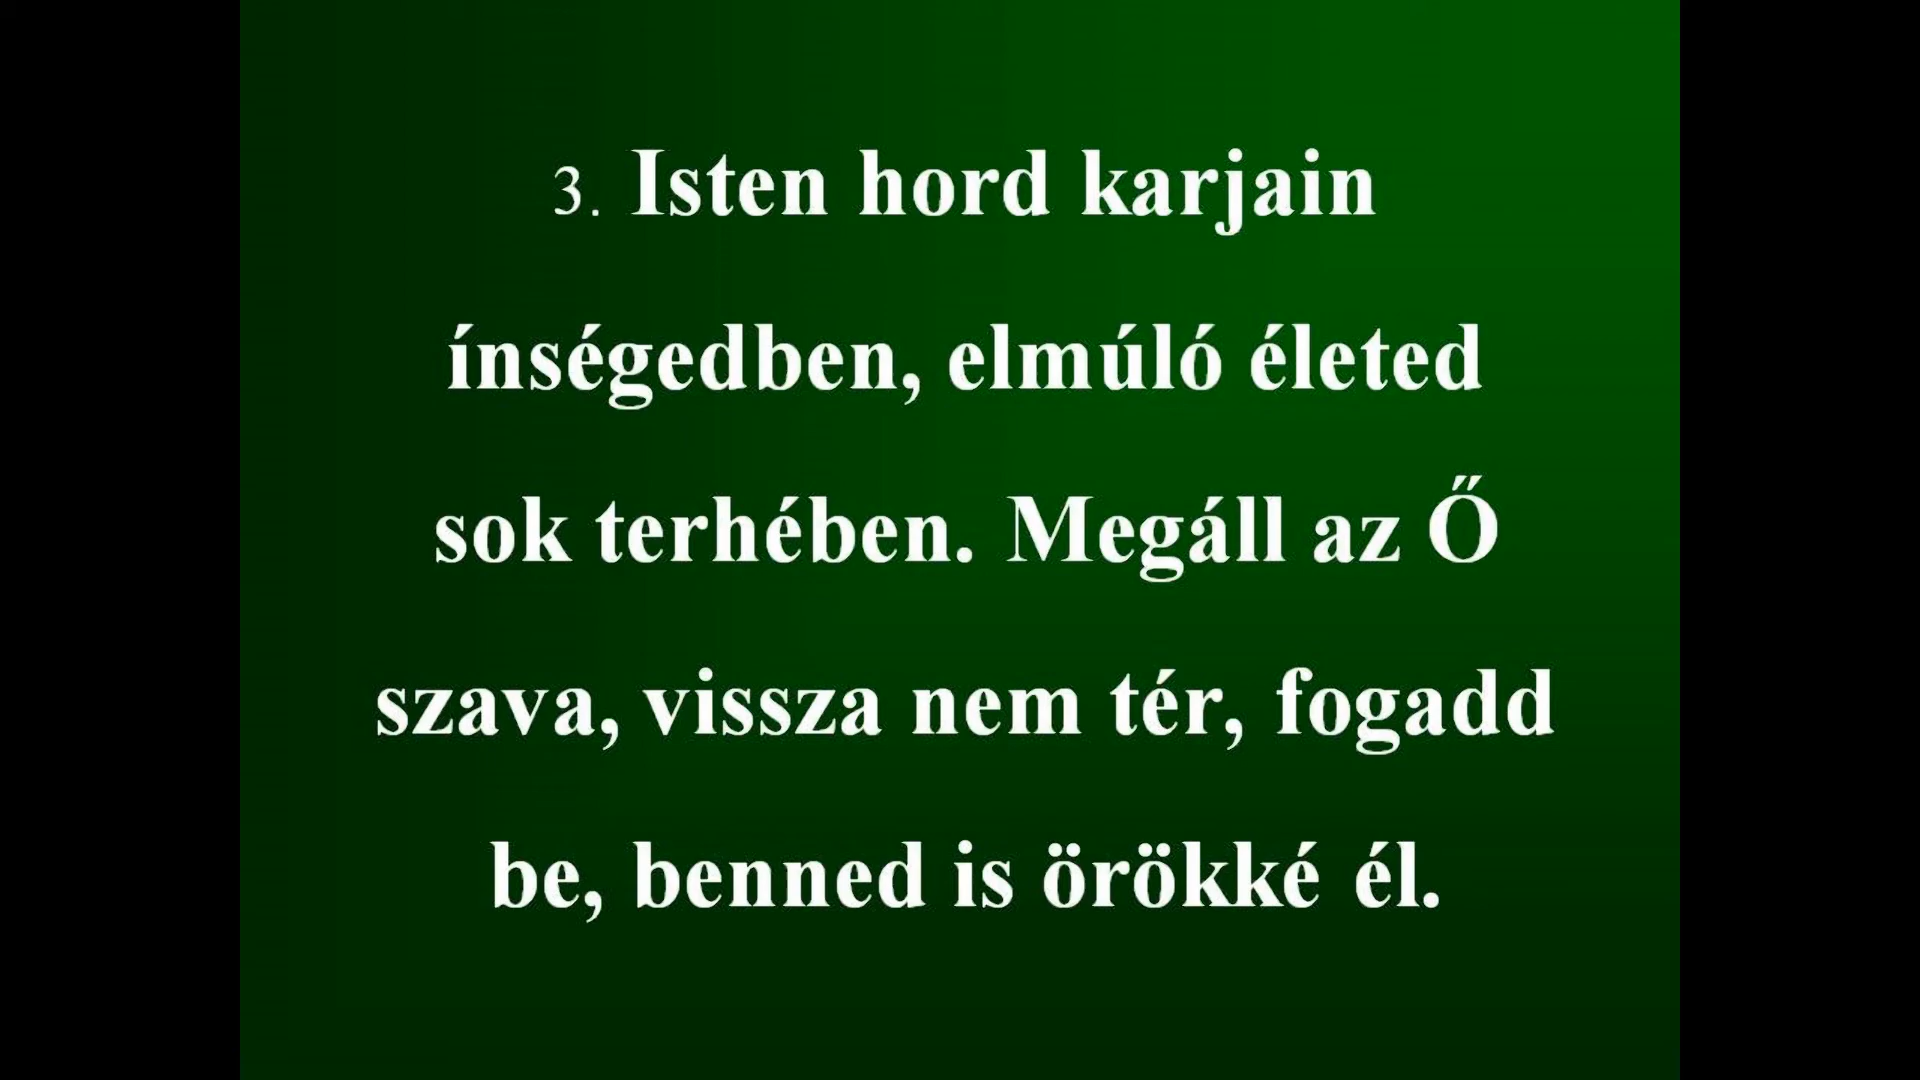 3. Isten hord karjain
ínségedben, elmúló életed
sok terhében. Megáll az Ő
szava, vissza nem tér, fogadd
be, benned is örökké él.